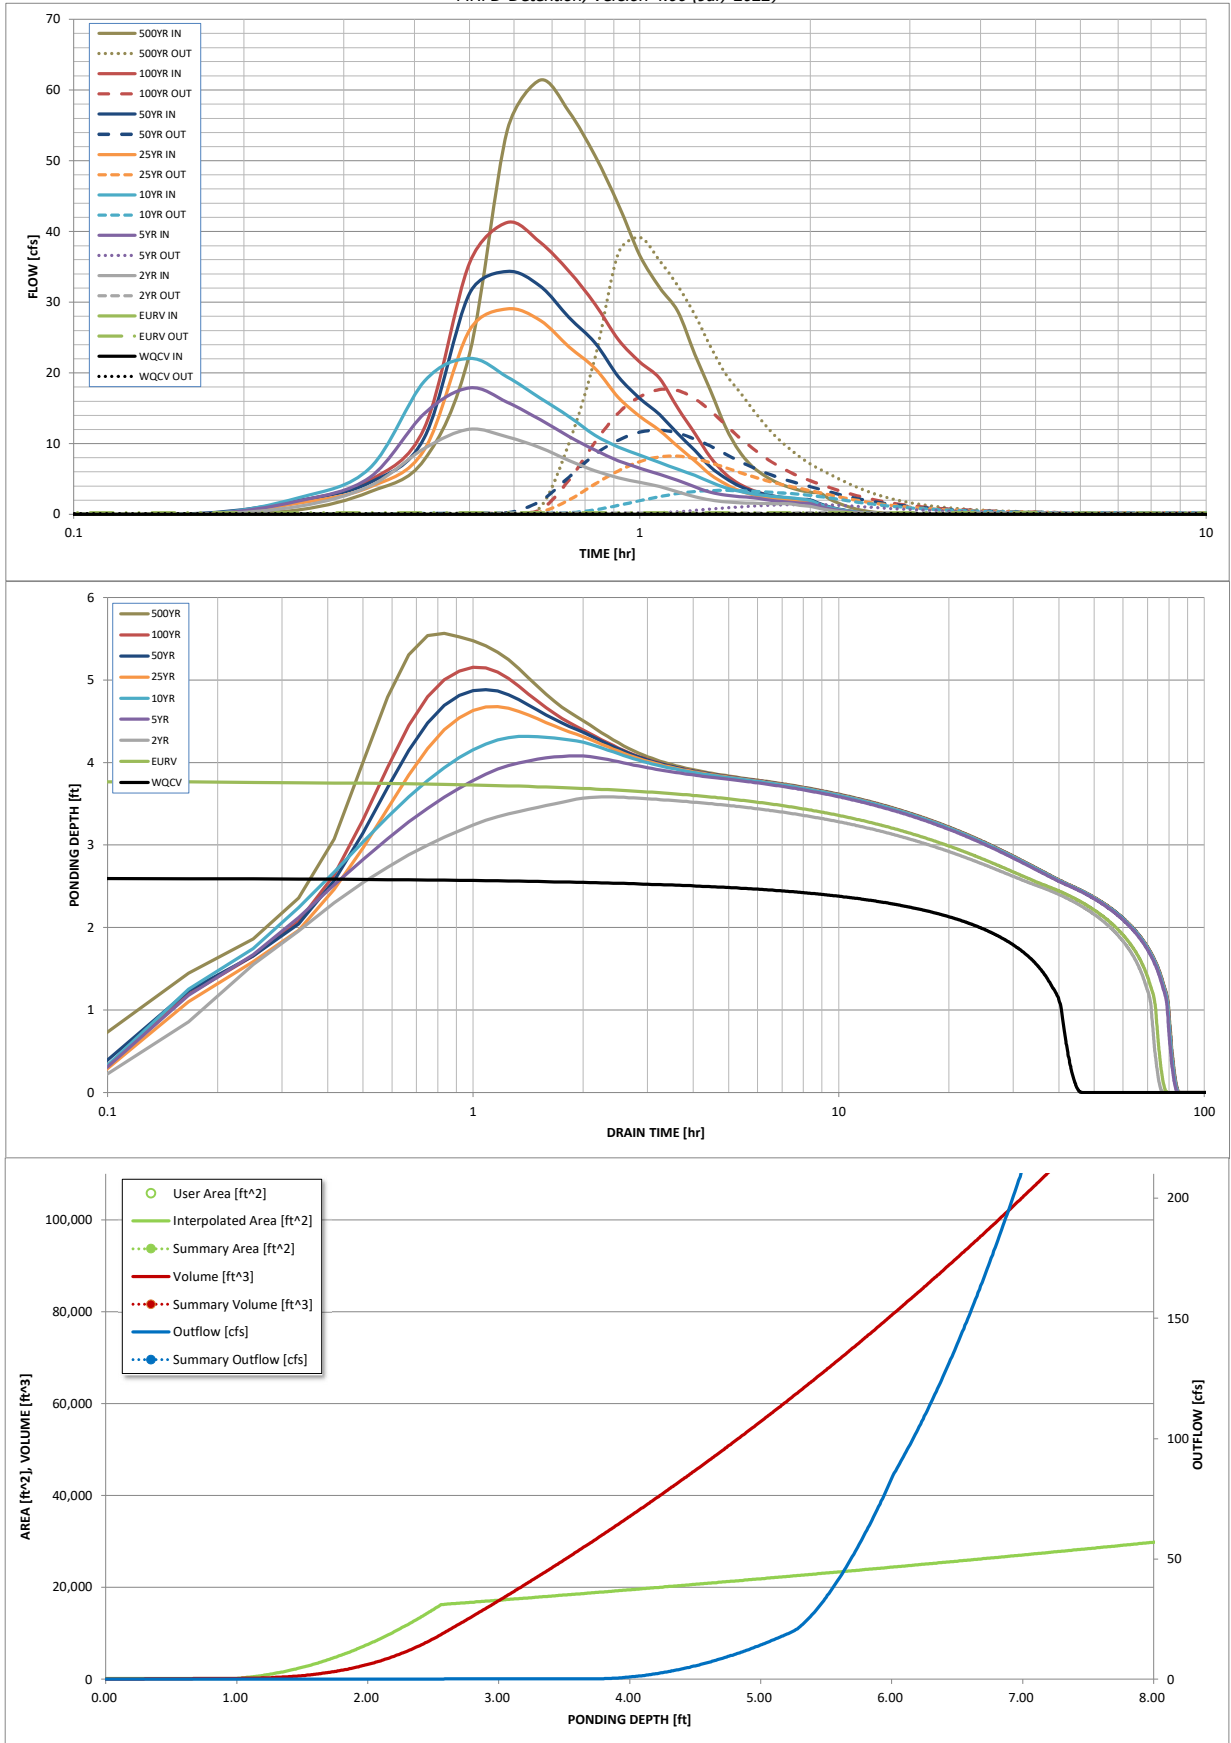 MHFD-Detention, Version 4.06 (July 2022)
70
60
50
40
30
20
10
0
FLOW [cfs]
500YR IN
500YR OUT
100YR IN
100YR OUT
50YR IN
50YR OUT
25YR IN
25YR OUT
10YR IN
10YR OUT
5YR IN
5YR OUT
2YR IN
2YR OUT
EURV IN
EURV OUT
WQCV IN
WQCV OUT
0.1
1
10
TIME [hr]
6
5
4
3
2
1
0
PONDING DEPTH [ft]
500YR
100YR
50YR
25YR
10YR
5YR
2YR
EURV
WQCV
0.1
1
10
100
DRAIN TIME [hr]
100,000
80,000
60,000
40,000
20,000
0
AREA [ft^2], VOLUME [ft^3]
User Area [ft^2]
Interpolated Area [ft^2]
Summary Area [ft^2]
Volume [ft^3]
Summary Volume [ft^3]
Outflow [cfs]
Summary Outflow [cfs]
200
150
100
50
0
OUTFLOW [cfs]
0.00
1.00
2.00
3.00
4.00
5.00
6.00
7.00
8.00
PONDING DEPTH [ft]